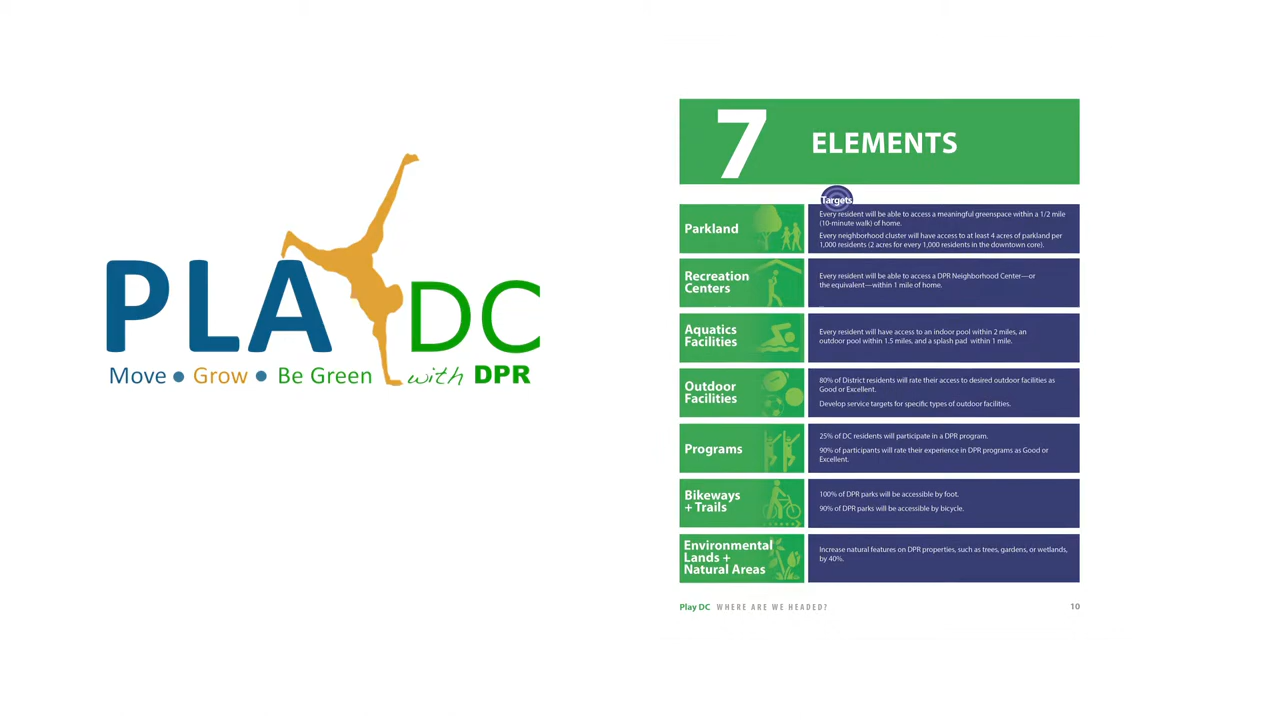 PLA DC
Move • Grow • Be Green with DPR
7 ELEMENTS
Targets
Parkland
Every resident will be able to access a meaningful greenspace within a 1/2 mile
(10-minute walk) of home.
Every neighborhood cluster will have access to at least 4 acres of parkland per
1,000 residents (2 acres for every 1,000 residents in the downtown core).
Recreation
Centers
Every resident will be able to access a DPR Neighborhood Center—or
the equivalent—within 1 mile of home.
Aquatics
Facilities
Every resident will have access to an indoor pool within 2 miles, an
outdoor pool within 1.5 miles, and a splash pad within 1 mile.
Outdoor
Facilities
80% of District residents will rate their access to desired outdoor facilities as
Good or Excellent.
Develop service targets for specific types of outdoor facilities.
Programs
25% of DC residents will participate in a DPR program.
90% of participants will rate their experience in DPR programs as Good or
Excellent.
Bikeways
+ Trails
100% of DPR parks will be accessible by foot.
90% of DPR parks will be accessible by bicycle.
Environmental
Lands +
Natural Areas
Increase natural features on DPR properties, such as trees, gardens, or wetlands,
by 40%.
Play DC WHERE ARE WE HEADED? 10